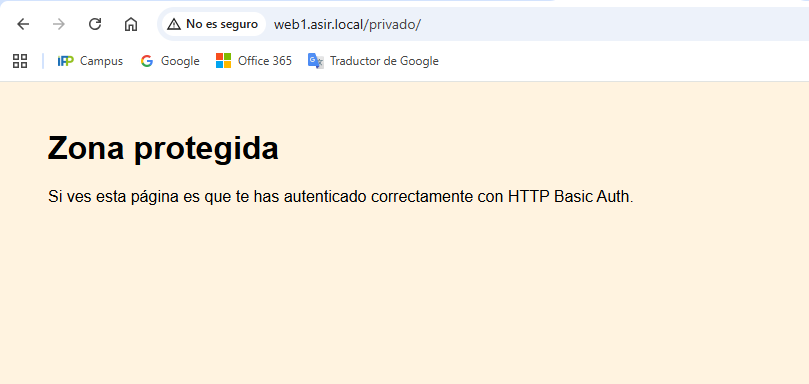 No es seguro web1.asir.local/privado/
Campus Google Office 365 Traductor de Google
Zona protegida
Si ves esta página es que te has autenticado correctamente con HTTP Basic Auth.